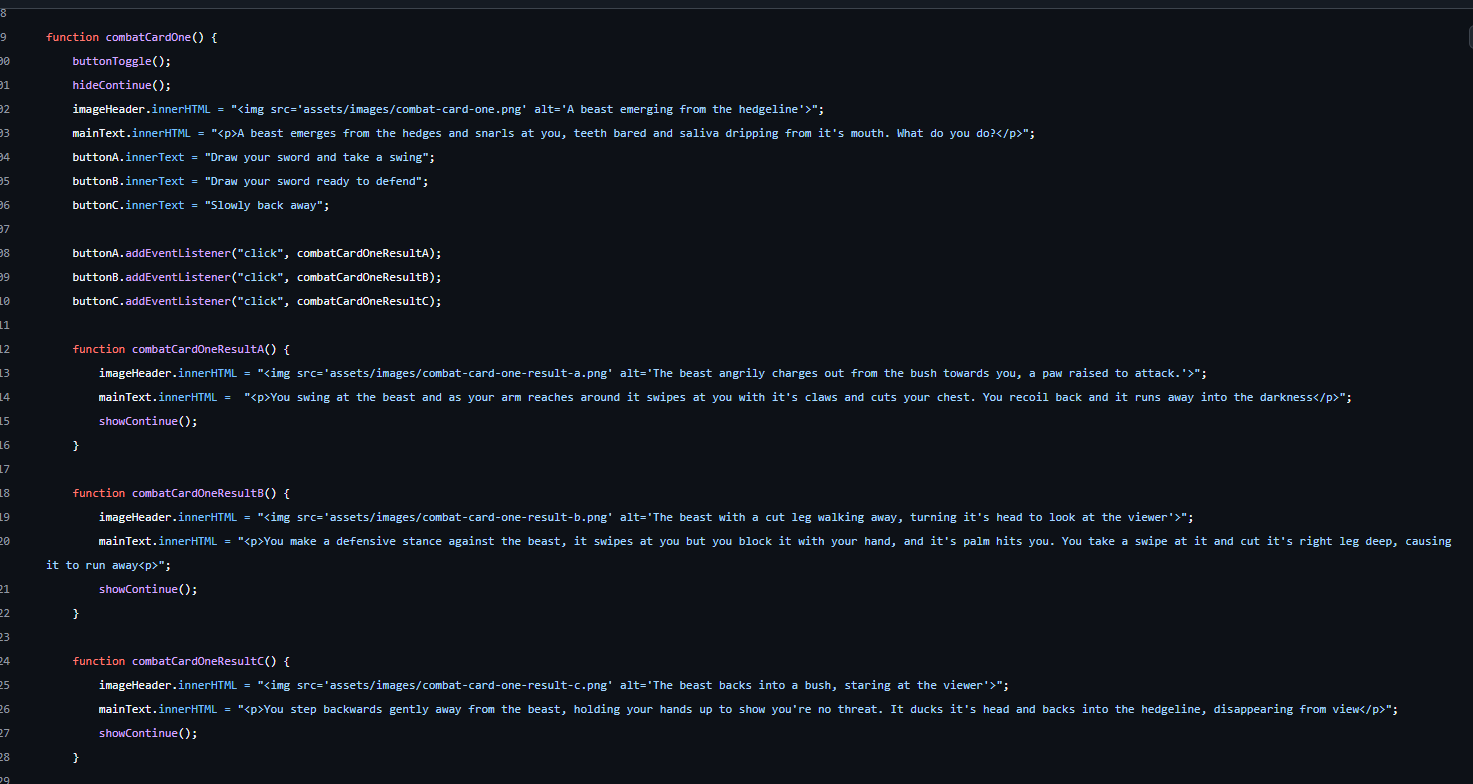 8
9 function combatCardOne() {
00 buttonToggle();
01 hideContinue();
02 imageHeader.innerHTML = "<img src='assets/images/combat-card-one.png' alt='A beast emerging from the hedgeline'>";
03 mainText.innerHTML = "<p>A beast emerges from the hedges and snarls at you, teeth bared and saliva dripping from it's mouth. What do you do?</p>";
04 buttonA.innerText = "Draw your sword and take a swing";
05 buttonB.innerText = "Draw your sword ready to defend";
06 buttonC.innerText = "Slowly back away";
07
08 buttonA.addEventListener("click", combatCardOneResultA);
09 buttonB.addEventListener("click", combatCardOneResultB);
10 buttonC.addEventListener("click", combatCardOneResultC);
11
12 function combatCardOneResultA() {
13 imageHeader.innerHTML = "<img src='assets/images/combat-card-one-result-a.png' alt='The beast angrily charges out from the bush towards you, a paw raised to attack.'>";
14 mainText.innerHTML =  "<p>You swing at the beast and as your arm reaches around it swipes at you with it's claws and cuts your chest. You recoil back and it runs away into the darkness</p>";
15 showContinue();
16 }
17
18 function combatCardOneResultB() {
19 imageHeader.innerHTML = "<img src='assets/images/combat-card-one-result-b.png' alt='The beast with a cut leg walking away, turning it's head to look at the viewer'>";
20 mainText.innerHTML = "<p>You make a defensive stance against the beast, it swipes at you but you block it with your hand, and it's palm hits you. You take a swipe at it and cut it's right leg deep, causing
it to run away<p>";
21 showContinue();
22 }
23
24 function combatCardOneResultC() {
25 imageHeader.innerHTML = "<img src='assets/images/combat-card-one-result-c.png' alt='The beast backs into a bush, staring at the viewer'>";
26 mainText.innerHTML = "<p>You step backwards gently away from the beast, holding your hands up to show you're no threat. It ducks it's head and backs into the hedgeline, disappearing from view</p>";
27 showContinue();
28 }
29